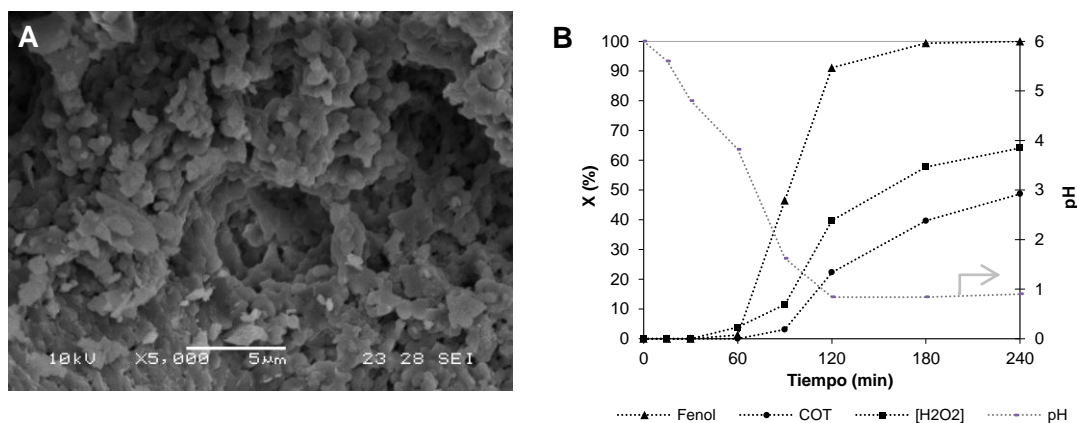 A
10kV X5,000 5µm 23 28 SEI
B
100
90
80
70
60
50
40
30
20
10
0
X (%)
6
5
4
3
2
1
0
pH
0 60 120 180 240
Tiempo (min)
Fenol COT [H2O2] pH